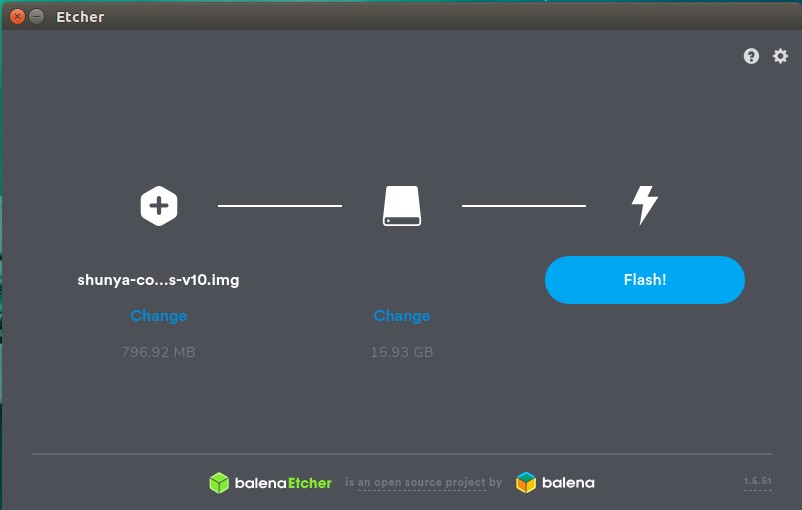 Etcher
shunya-co...s-v10.img
Change
796.92 MB
Change
15.93 GB
Flash!
balenaEtcher is an open source project by balena
1.5.51